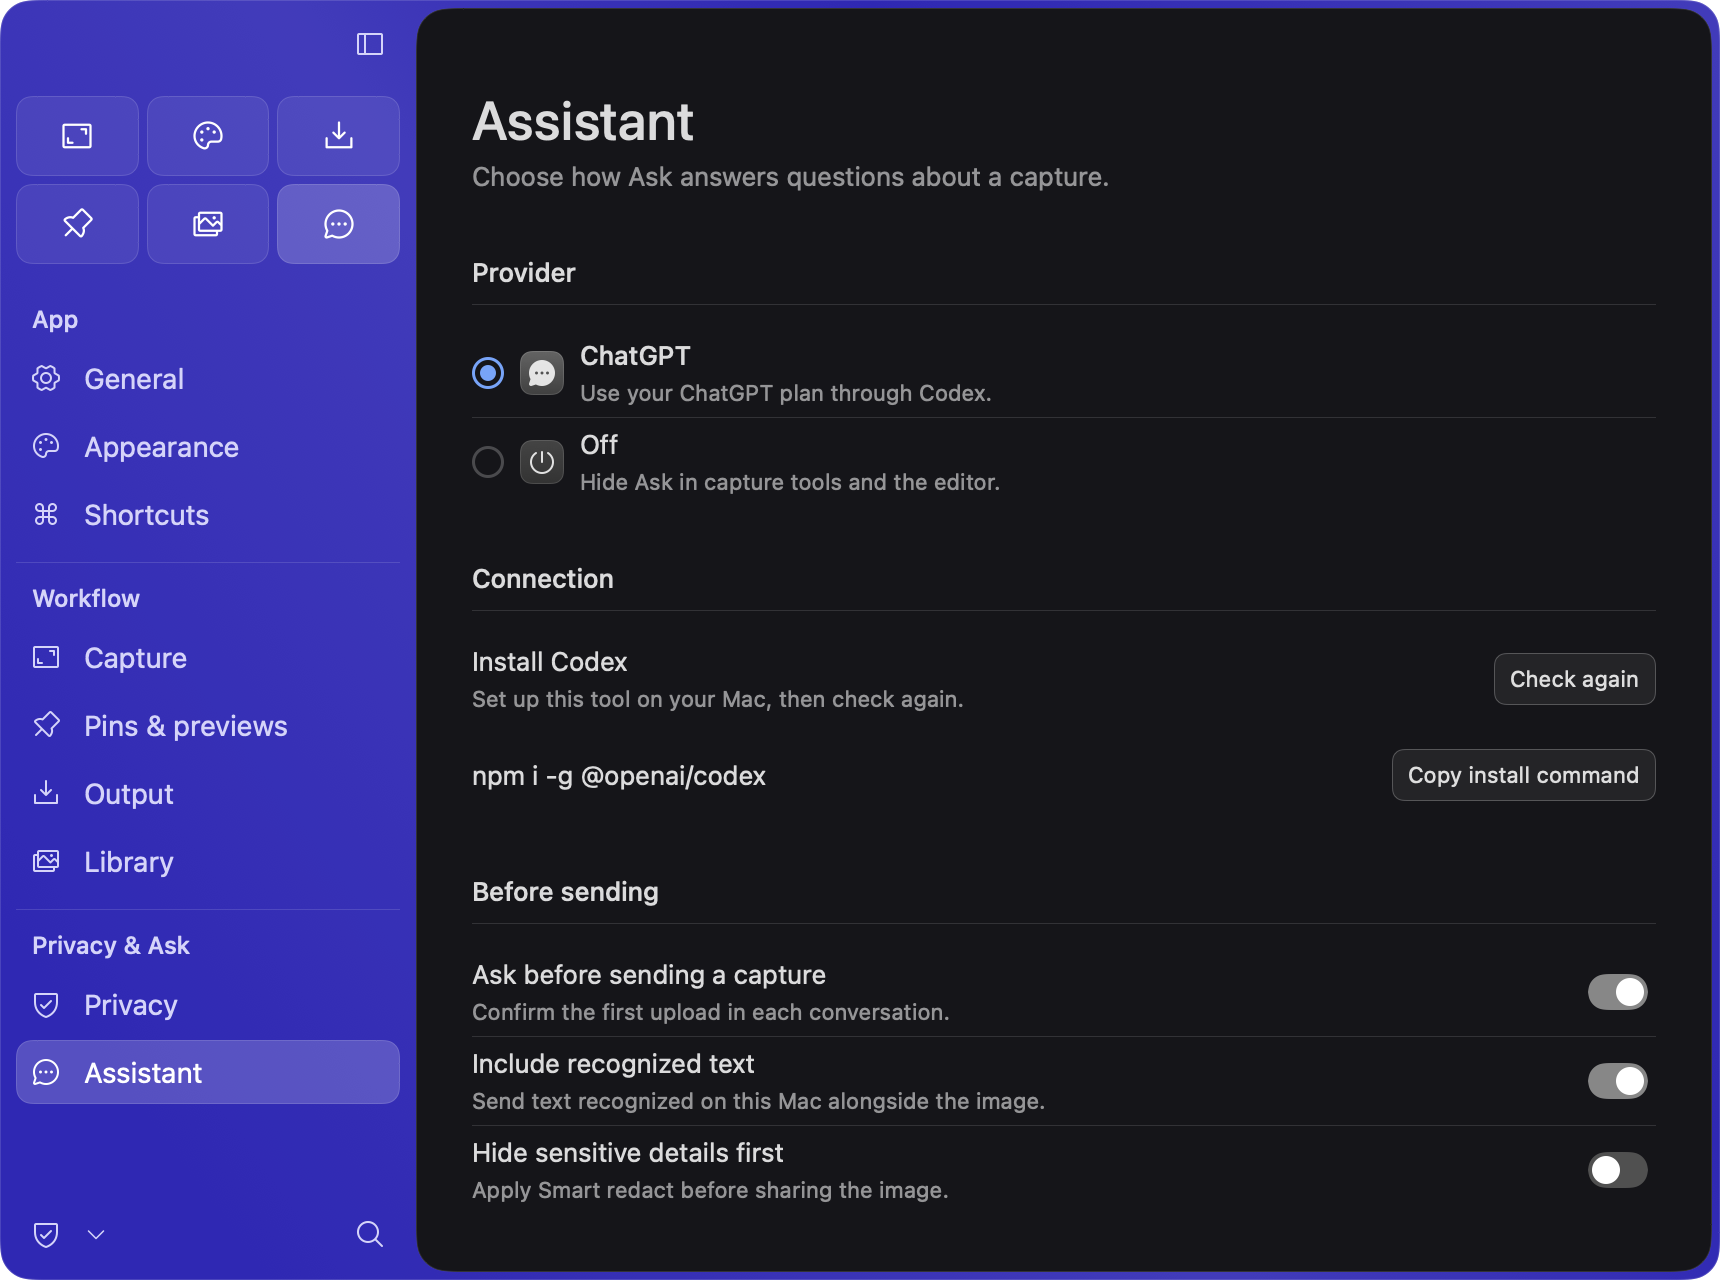 App
General
Appearance
Shortcuts
Workflow
Capture
Pins & previews
Output
Library
Privacy & Ask
Privacy
Assistant
Assistant
Choose how Ask answers questions about a capture.
Provider
ChatGPT
Use your ChatGPT plan through Codex.
Off
Hide Ask in capture tools and the editor.
Connection
Install Codex
Set up this tool on your Mac, then check again.
Check again
npm i -g @openai/codex
Copy install command
Before sending
Ask before sending a capture
Confirm the first upload in each conversation.
Include recognized text
Send text recognized on this Mac alongside the image.
Hide sensitive details first
Apply Smart redact before sharing the image.